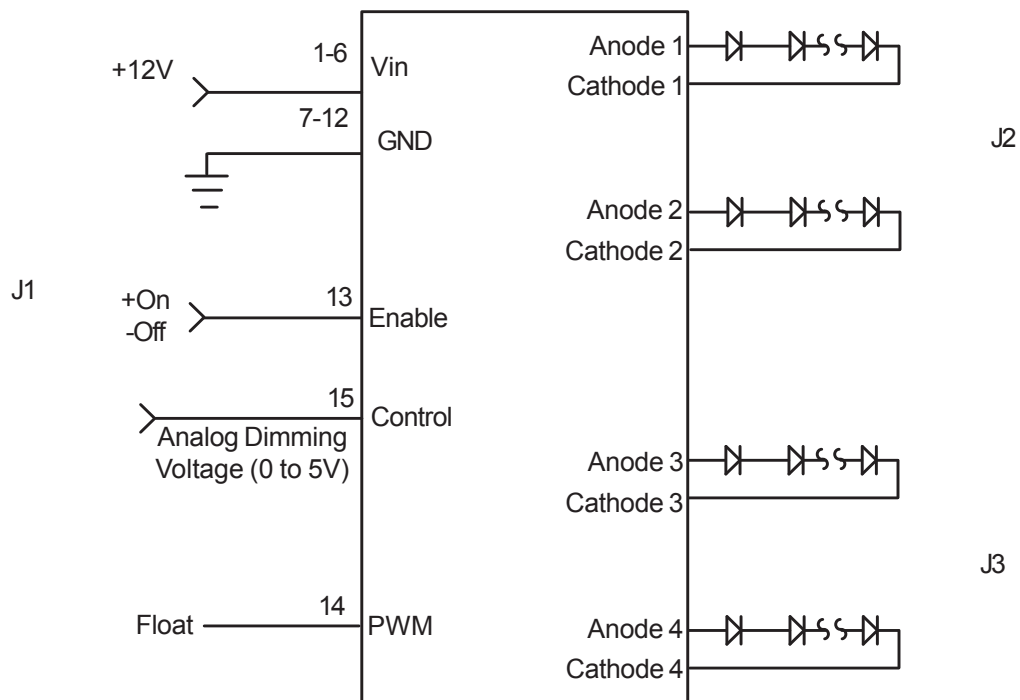 1-6
+12V
Vin
7-12
GND
J1
13
+On
-Off
Enable
15
Control
Analog Dimming
Voltage (0 to 5V)
14
Float
PWM
Anode 1
Cathode 1
J2
Anode 2
Cathode 2
Anode 3
Cathode 3
J3
Anode 4
Cathode 4